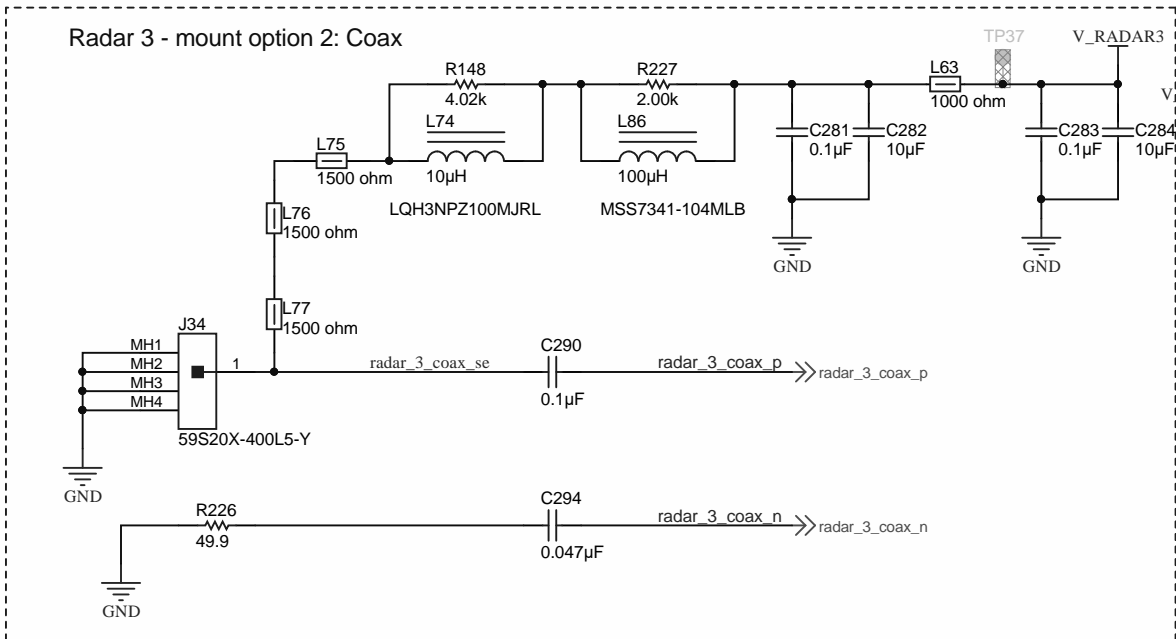 Radar 3 - mount option 2: Coax
TP37
V_RADAR3
V
R148
4.02k
R227
2.00k
L63
1000 ohm
L74
10µH
L86
100µH
C281
0.1µF
C282
10µF
C283
0.1µF
C284
10µF
L75
1500 ohm
LQH3NPZ100MJRL
MSS7341-104MLB
L76
1500 ohm
GND
GND
L77
1500 ohm
J34
MH1
MH2
MH3
MH4
1
59S20X-400L5-Y
radar_3_coax_se
C290
0.1µF
radar_3_coax_p
radar_3_coax_p
GND
R226
49.9
C294
0.047µF
radar_3_coax_n
radar_3_coax_n
GND